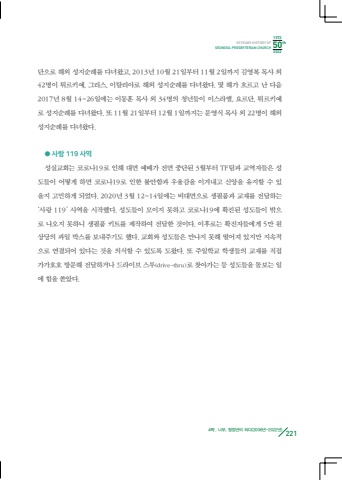 1972
50 YEARS HISTORY OF
SEONGSIL PRESBYTERIAN CHURCH
50th
2022
단으로 해외 성지순례를 다녀왔고, 2013년 10월 21일부터 11월 2일까지 김영복 목사 외
42명이 튀르키예, 그리스, 이탈리아로 해외 성지순례를 다녀왔다. 몇 해가 흐르고 난 다음
2017년 8월 14~26일에는 이동훈 목사 외 34명의 청년들이 이스라엘, 요르단, 튀르키예
로 성지순례를 다녀왔다. 또 11월 21일부터 12월 1일까지는 문영식 목사 외 22명이 해외
성지순례를 다녀왔다.
● 사랑 119 사역
성실교회는 코로나19로 인해 대면 예배가 전면 중단된 3월부터 TF팀과 교역자들은 성
도들이 어떻게 하면 코로나19로 인한 불안함과 우울감을 이겨내고 신앙을 유지할 수 있
을지 고민하게 되었다. 2020년 3월 12~14일에는 비대면으로 생필품과 교재를 전달하는
'사랑 119' 사역을 시작했다. 성도들이 모이지 못하고 코로나19에 확진된 성도들이 밖으
로 나오지 못하니 생필품 키트를 제작하여 전달한 것이다. 이후로는 확진자들에게 5만 원
상당의 과일 박스를 보내주기도 했다. 교회와 성도들은 만나지 못해 떨어져 있지만 지속적
으로 연결되어 있다는 것을 의식할 수 있도록 도왔다. 또 주일학교 학생들의 교재를 직접
가가호호 방문해 전달하거나 드라이브 스루(drive-thru)로 찾아가는 등 성도들을 돌보는 일
에 힘을 쏟았다.
4막, 나무, 청청만리 되다(2008년~2022년)
221